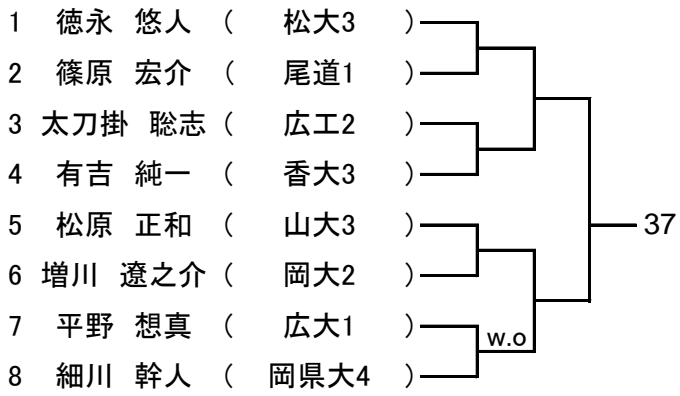 1 徳永 悠人 ( 松大3 )
2 篠原 宏介 ( 尾道1 )
3 太刀掛 聡志 ( 広工2 )
4 有吉 純一 ( 香大3 )
5 松原 正和 ( 山大3 )
37
6 増川 遼之介 ( 岡大2 )
7 平野 想真 ( 広大1 )
w.o
8 細川 幹人 ( 岡県大4 )